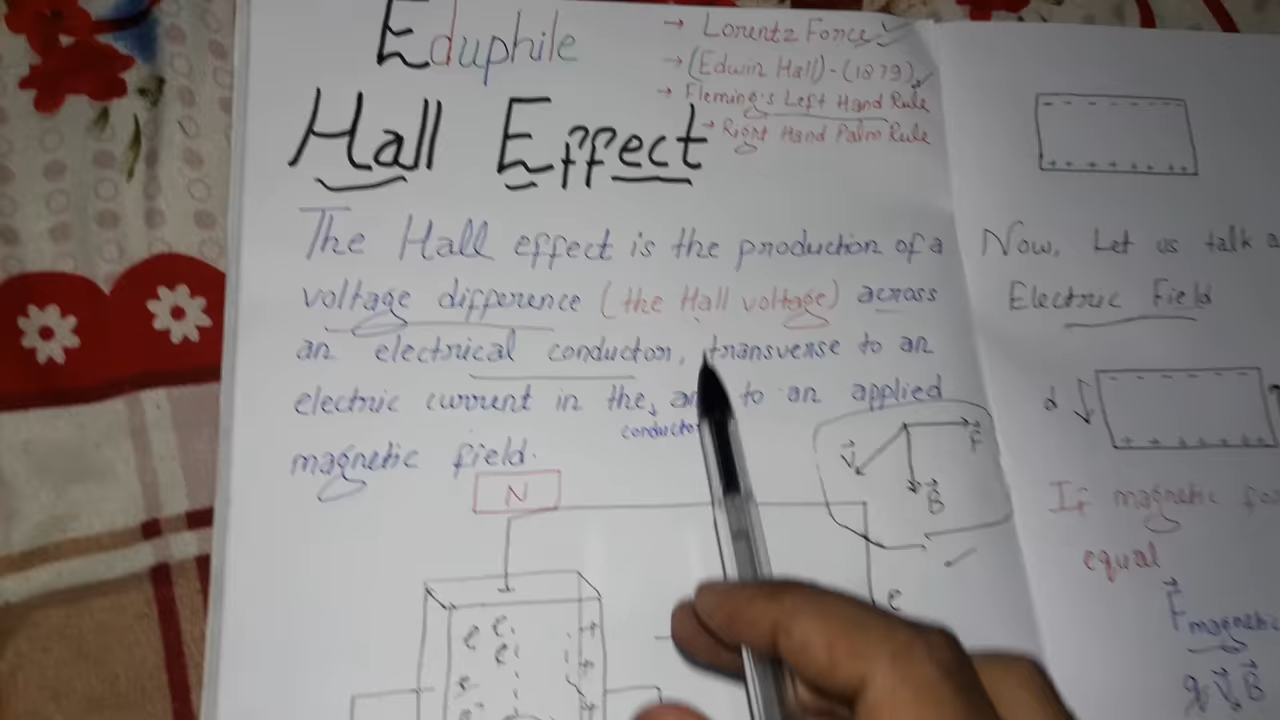 Eduphile
→ Lorentz Force
→ (Edwin Hall) - (1879)
→ Fleming's Left Hand Rule
→ Right Hand Palm Rule
Hall Effect
The Hall effect is the production of a
voltage difference (the Hall voltage) across
an electrical conductor, transverse to an
electric current in the, to an applied
magnetic field.
N
V
F
B
e
e e
e
+
+
+
- - - - - - -
+ + + + + + + +
Now, Let us talk
Electric Field
d
If magnetic
equal
F magnetic
q V B